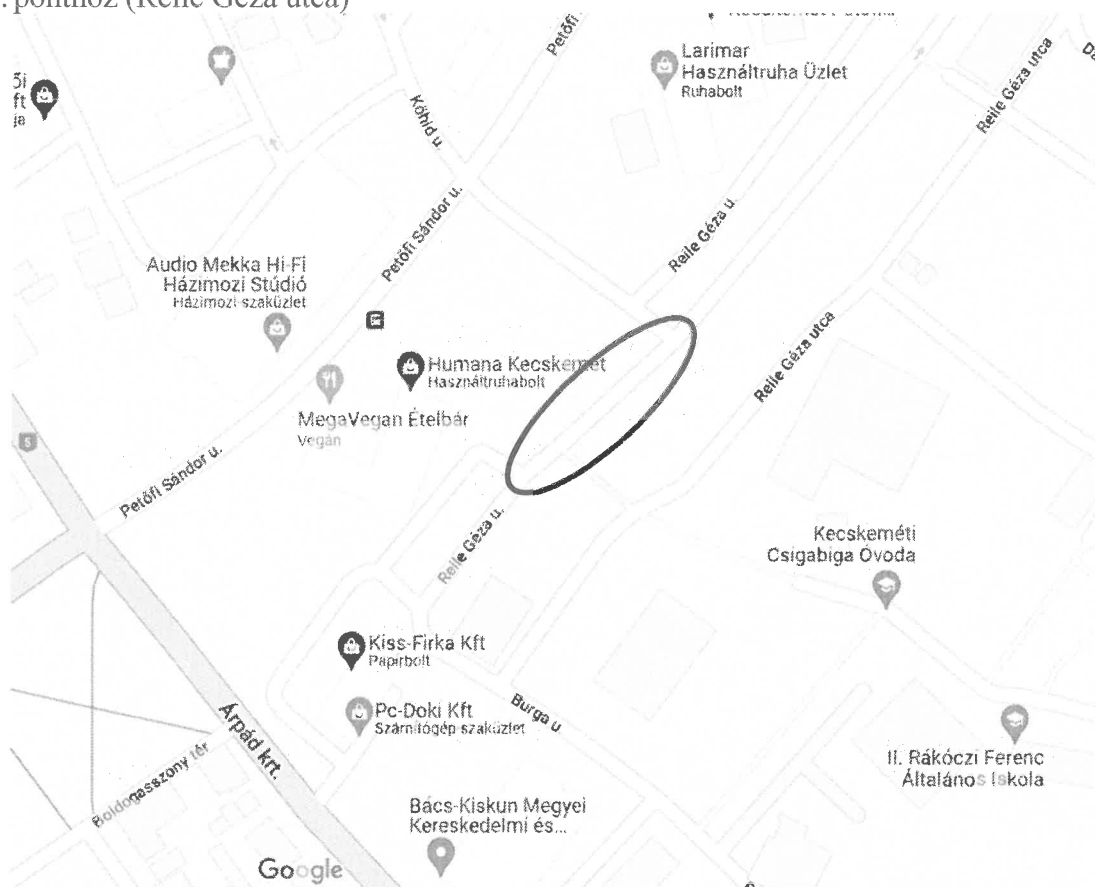 ponthoz (Reile Géza utca)
Petőfi
Larimar
Használtruha Üzlet
Ruhabolt
Reile Géza utca
Kőhíd u.
Petőfi Sándor u.
Reile Géza u.
Audio Mekka Hi-Fi
Házimozi Stúdió
Házimozi-szaküzlet
Humana Kecskemét
Használtruhabolt
Reile Géza utca
MegaVegan Ételbár
Vegán
5
Petőfi Sándor u.
Reile Géza u.
Kecskeméti
Csigabiga Óvoda
Kiss-Firka Kft
Papírbolt
Burga u
Pc-Doki Kft
Számítógép-szaküzlet
Árpád krt.
Boldogasszony tér
II. Rákóczi Ferenc
Általános Iskola
Bács-Kiskun Megyei
Kereskedelmi és...
Google